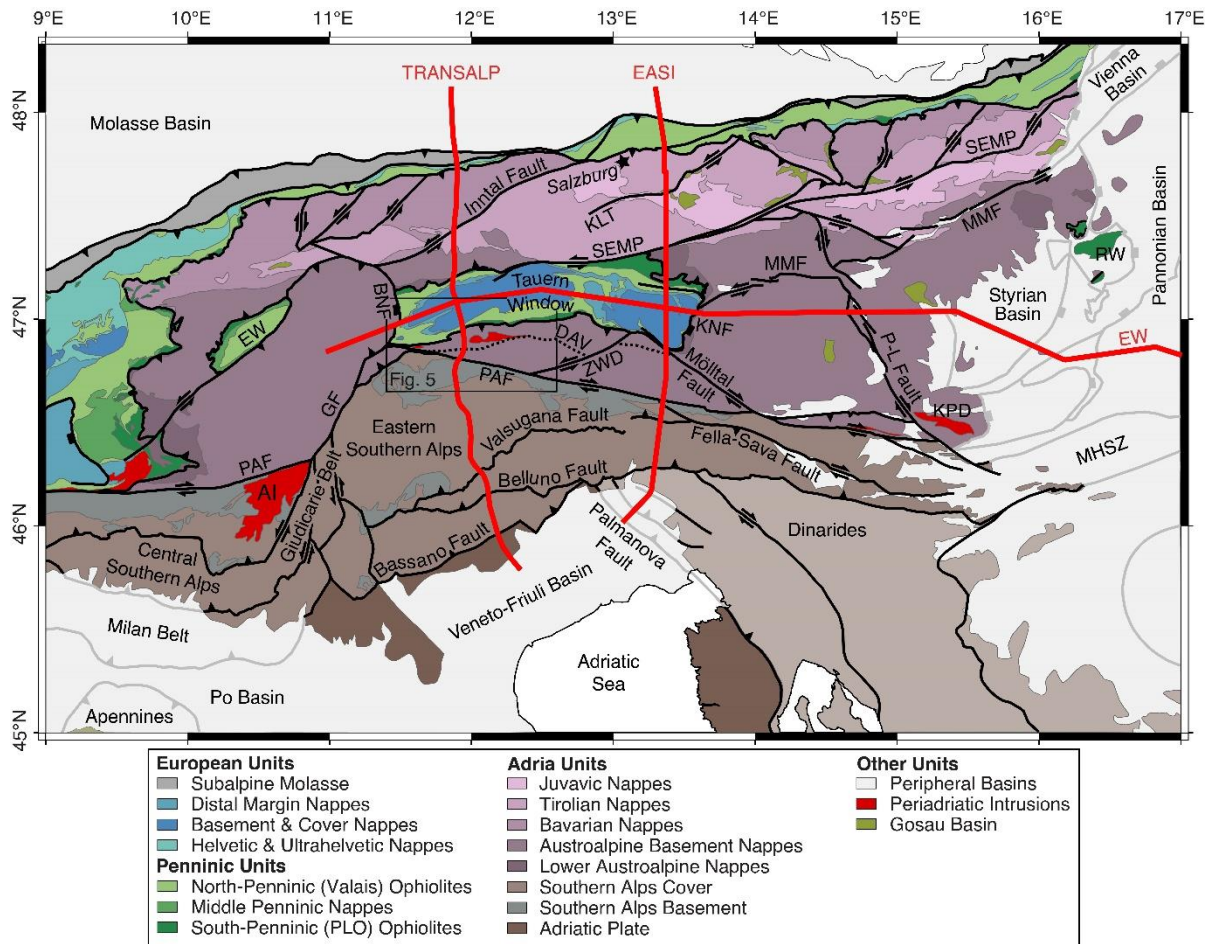 9°E 10°E 11°E 12°E 13°E 14°E 15°E 16°E 17°E
48°N
47°N
46°N
45°N
TRANSALP
EASI
Vienna
Basin
Molasse Basin
SEMP
Inntal Fault
Salzburg
KLT
SEMP
MMF
Pannonian Basin
RW
BNF
Tauern
Window
MMF
Styrian
Basin
EW
KNF
EW
DAV
ZWD
Mölltal
Fault
P-L Fault
PAF
Fig. 5
GF
KPD
Eastern
Southern Alps
Valsugana Fault
Fella-Sava Fault
MHSZ
PAF
AI
Giudicarie Belt
Belluno Fault
Palmanova
Fault
Dinarides
Central
Southern Alps
Bassano Fault
Veneto-Friuli Basin
Milan Belt
Adriatic
Sea
Po Basin
Apennines
European Units
Subalpine Molasse
Distal Margin Nappes
Basement & Cover Nappes
Helvetic & Ultrahelvetic Nappes
Penninic Units
North-Penninic (Valais) Ophiolites
Middle Penninic Nappes
South-Penninic (PLO) Ophiolites
Adria Units
Juvavic Nappes
Tirolian Nappes
Bavarian Nappes
Austroalpine Basement Nappes
Lower Austroalpine Nappes
Southern Alps Cover
Southern Alps Basement
Adriatic Plate
Other Units
Peripheral Basins
Periadriatic Intrusions
Gosau Basin